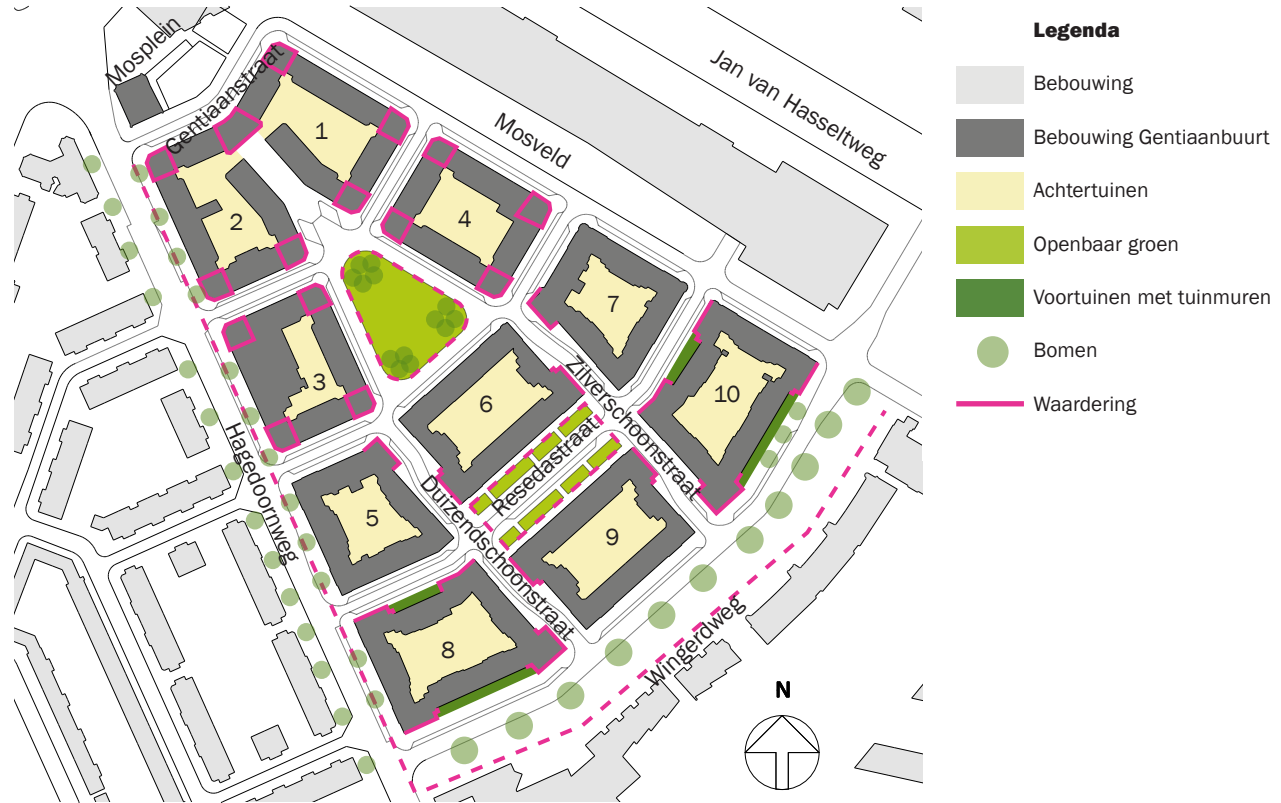 Mosplein
Gentiaanstraat
Jan van Hasseltweg
Mosveld
1
2
3
4
5
6
7
8
9
10
Zilverschoonstraat
Resedastraat
Duizendschoonstraat
Hagedoornweg
Wingerdweg
N
Legenda
Bebouwing
Bebouwing Gentiaanbuurt
Achtertuinen
Openbaar groen
Voortuinen met tuinmuren
Bomen
Waardering